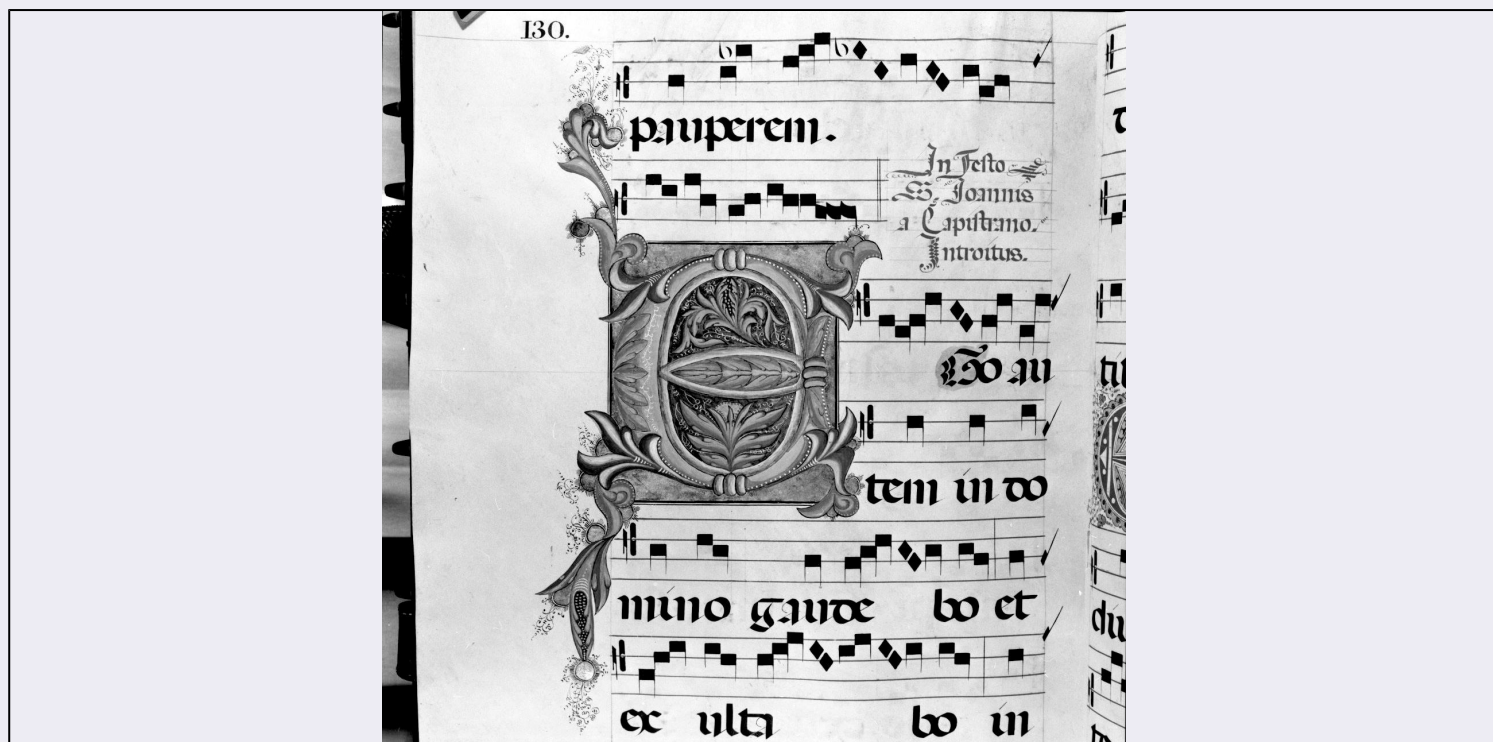 130.
pauperem.
In Festo
S. Joannis
a Capistrano.
Introitus.
EGo au
tem in do
mino gaude bo et
ex ulta bo in